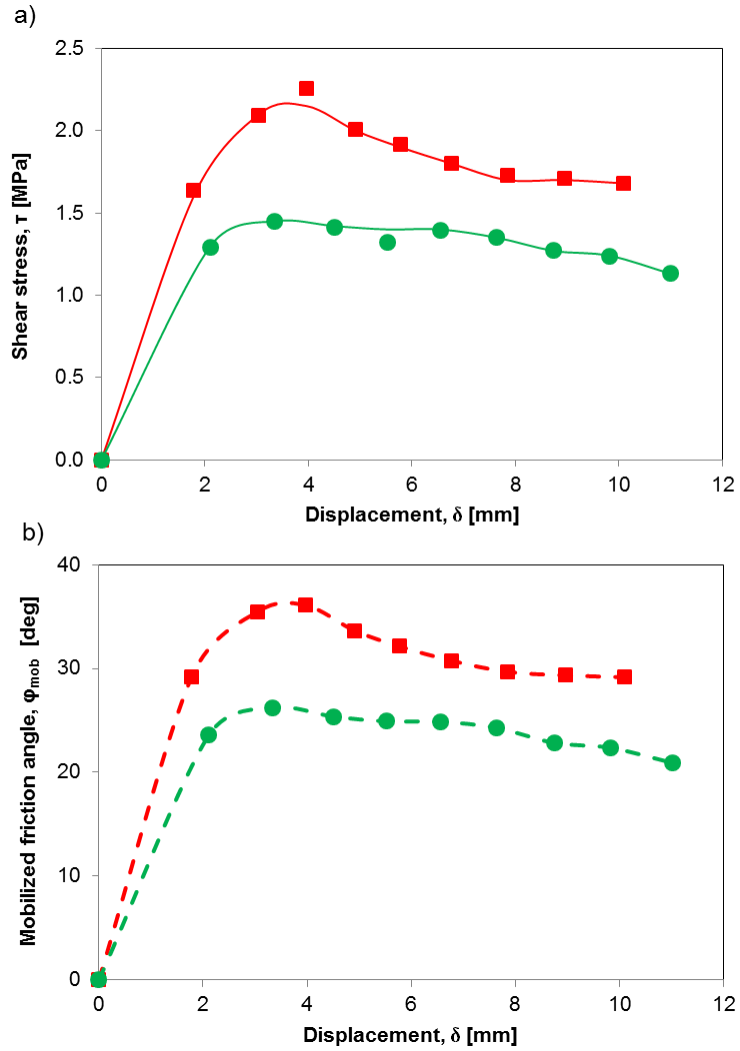 a)
2.5
2.0
1.5
1.0
0.5
0.0
Shear stress, τ [MPa]
0 2 4 6 8 10 12
Displacement, δ [mm]
b)
40
30
20
10
0
Mobilized friction angle, φmob [deg]
0 2 4 6 8 10 12
Displacement, δ [mm]